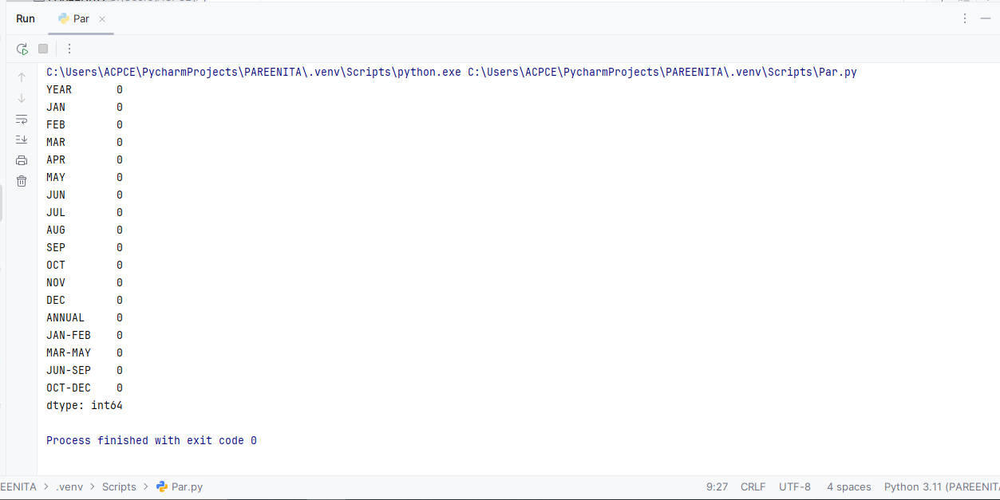 Run Par
C:\Users\ACPCE\PycharmProjects\PAREENITA\.venv\Scripts\python.exe C:\Users\ACPCE\PycharmProjects\PAREENITA\.venv\Scripts\Par.py
YEAR 0
JAN 0
FEB 0
MAR 0
APR 0
MAY 0
JUN 0
JUL 0
AUG 0
SEP 0
OCT 0
NOV 0
DEC 0
ANNUAL 0
JAN-FEB 0
MAR-MAY 0
JUN-SEP 0
OCT-DEC 0
dtype: int64
Process finished with exit code 0
EENITA > .venv > Scripts > Par.py 9:27 CRLF UTF-8 4 spaces Python 3.11 (PAREENITA